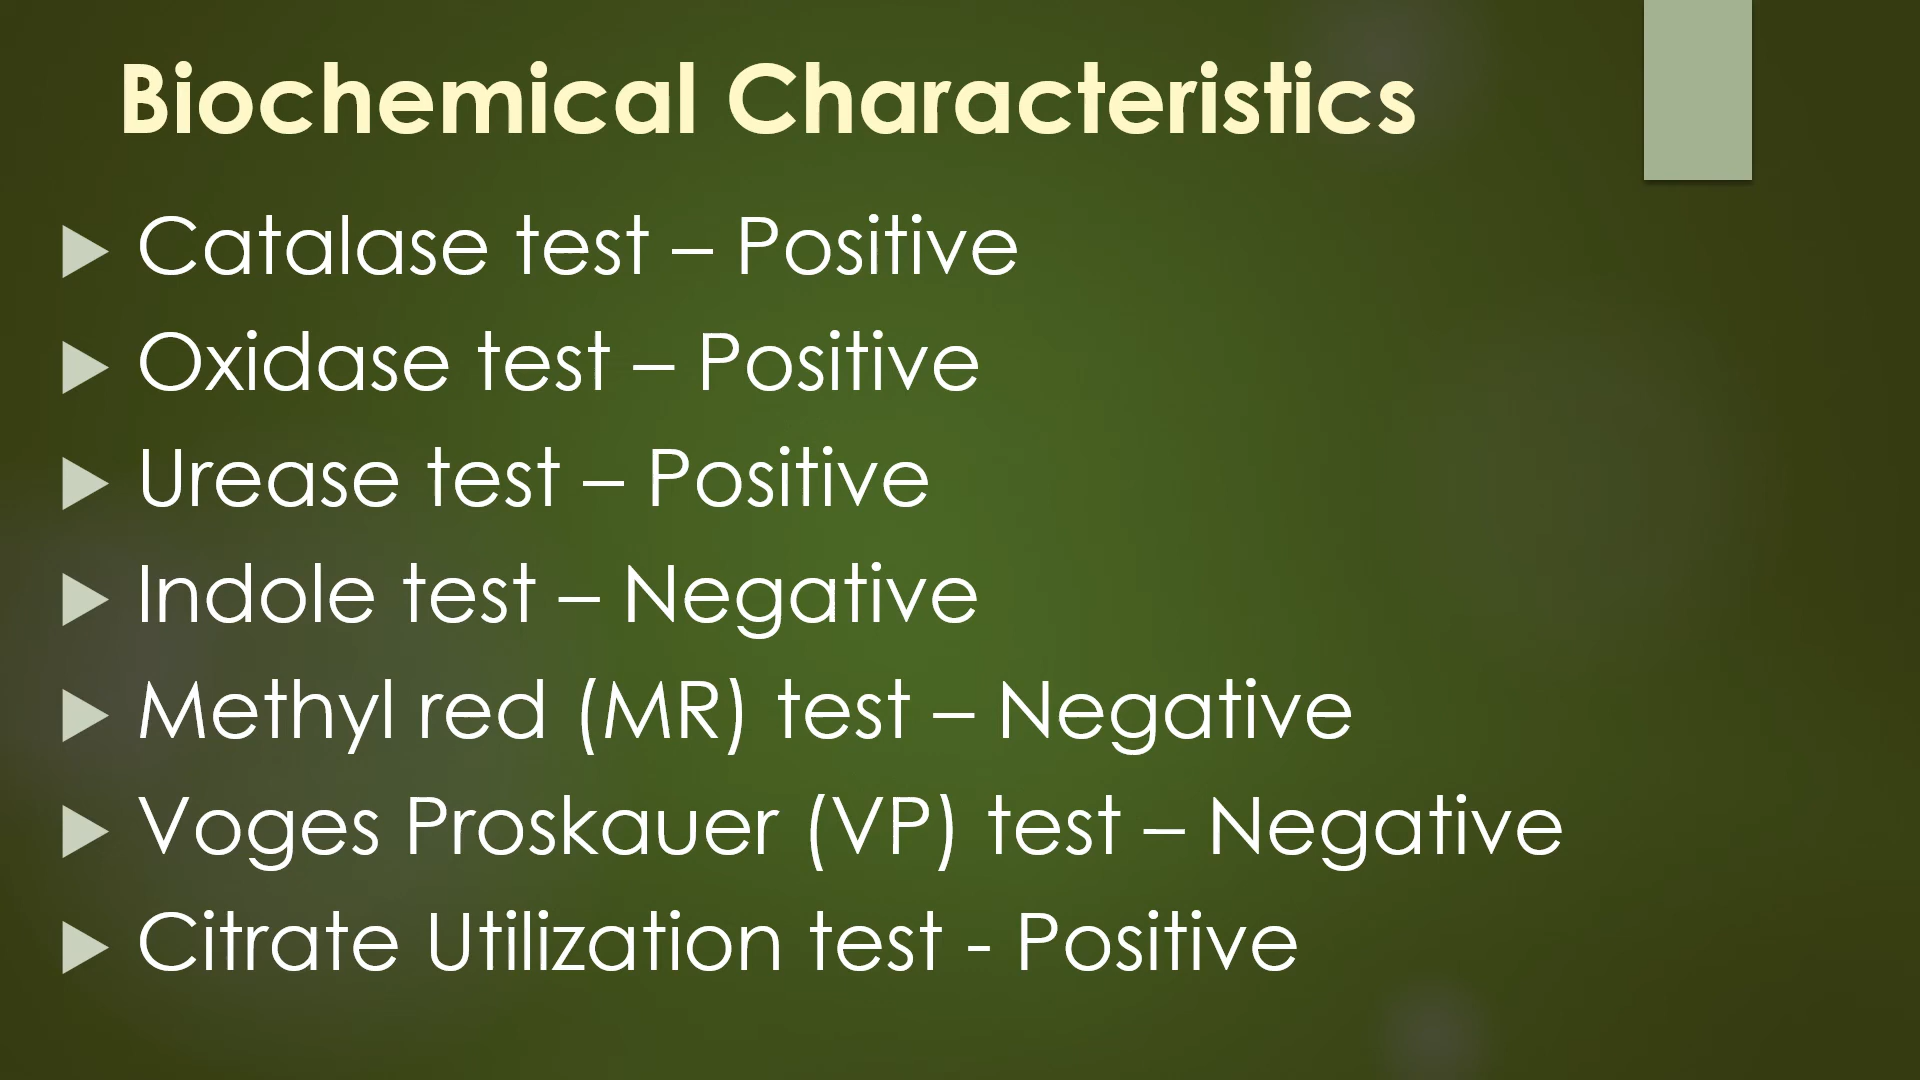 Biochemical Characteristics
Catalase test – Positive
Oxidase test – Positive
Urease test – Positive
Indole test – Negative
Methyl red (MR) test – Negative
Voges Proskauer (VP) test – Negative
Citrate Utilization test - Positive